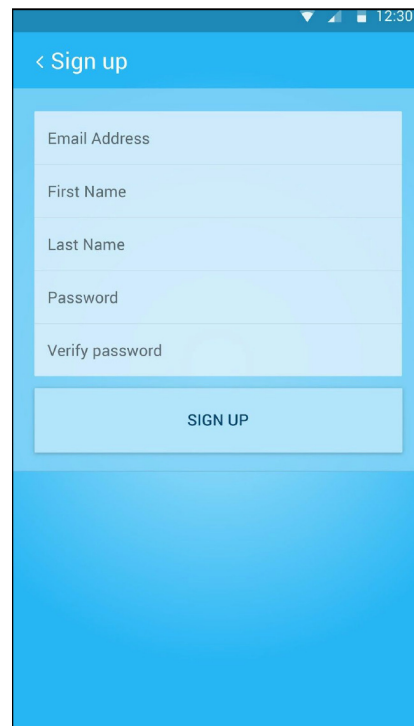 12:30
< Sign up
Email Address
First Name
Last Name
Password
Verify password
SIGN UP